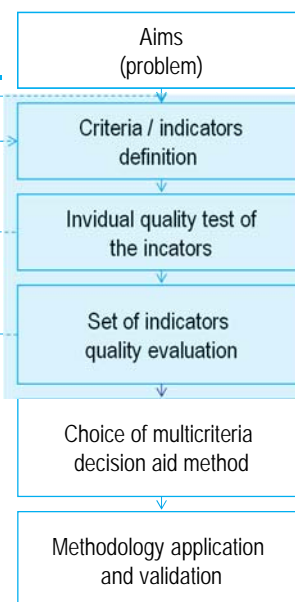 Aims
(problem)
Criteria / indicators
definition
Invidual quality test of
the incators
Set of indicators
quality evaluation
Choice of multicriteria
decision aid method
Methodology application
and validation